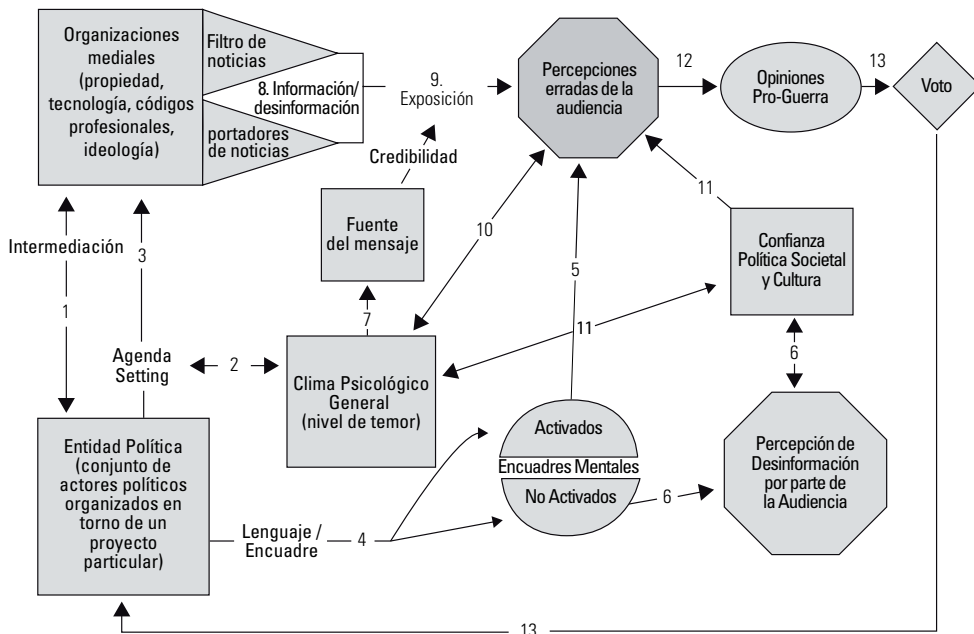 Organizaciones
mediales
(propiedad,
tecnología, códigos
profesionales,
ideología)
Filtro de
noticias
8. Información/
desinformación
portadores
de noticias
9.
Exposición
Credibilidad
Percepciones
erradas de la
audiencia
12
Opiniones
Pro-Guerra
13
Voto
Intermediación
1
3
Fuente
del mensaje
7
10
5
11
Confianza
Política Societal
y Cultura
11
6
Agenda
Setting
2
Clima Psicológico
General
(nivel de temor)
Entidad Política
(conjunto de
actores políticos
organizados en
torno de un
proyecto
particular)
Lenguaje /
Encuadre
4
Activados
Encuadres Mentales
No Activados
6
Percepción de
Desinformación
por parte de
la Audiencia
13